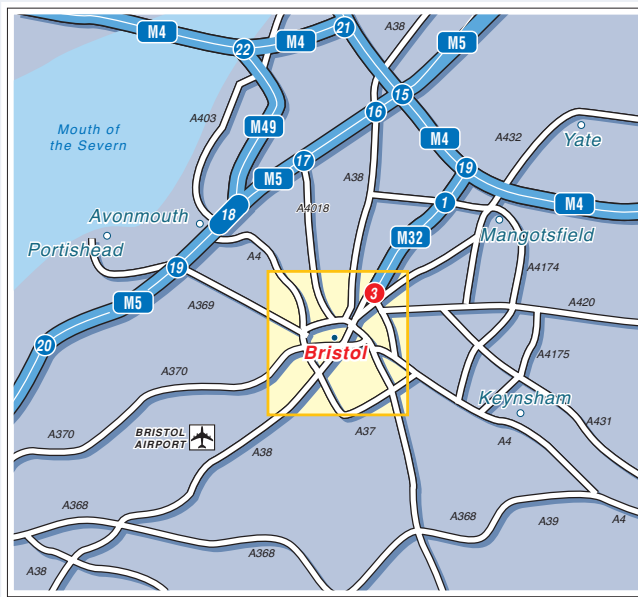 M4
22
M4
21
A38
M5
A403
M49
16
15
Mouth of
the Severn
M5
17
M4
A432
Yate
A38
19
A4018
1
M4
Avonmouth
18
M32
Mangotsfield
Portishead
A4
19
A4174
M5
A369
3
A420
20
Bristol
A4175
A370
Keynsham
A370
BRISTOL
AIRPORT
A37
A431
A38
A4
A368
A368
A368
A39
A4
A38